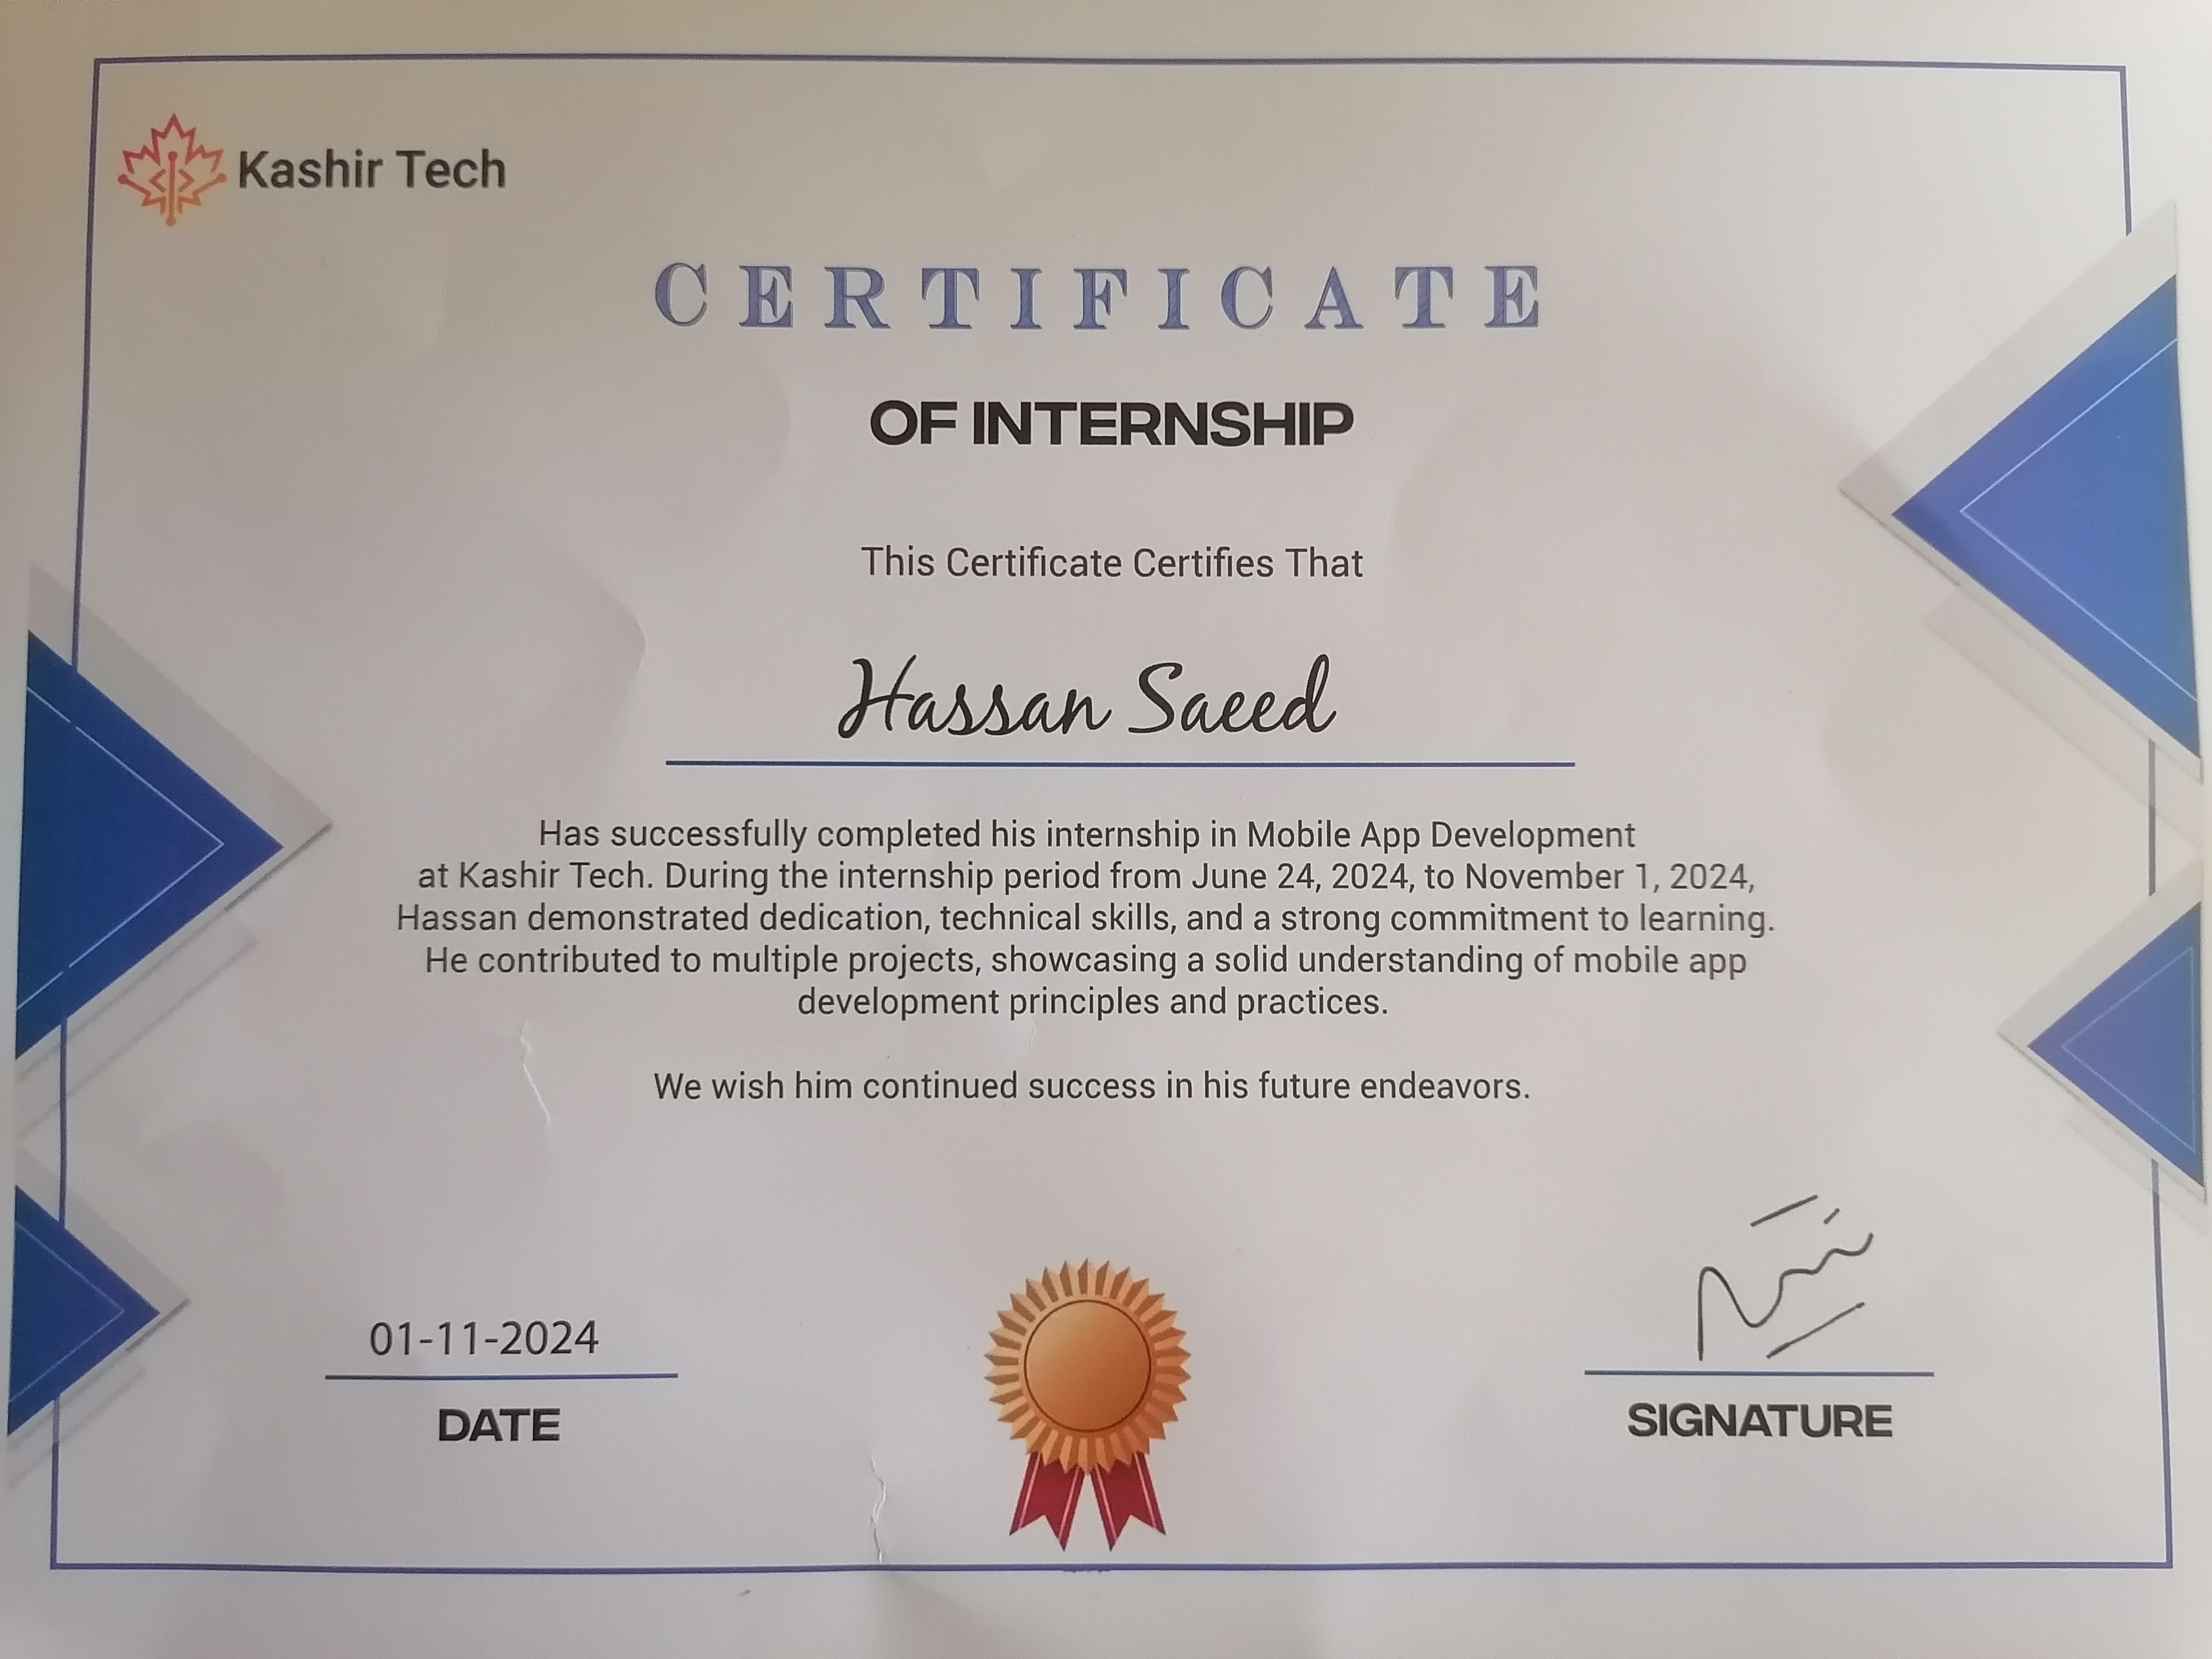 Kashir Tech
CERTIFICATE
OF INTERNSHIP
This Certificate Certifies That
Hassan Saeed
Has successfully completed his internship in Mobile App Development
at Kashir Tech. During the internship period from June 24, 2024, to November 1, 2024,
Hassan demonstrated dedication, technical skills, and a strong commitment to learning.
He contributed to multiple projects, showcasing a solid understanding of mobile app
development principles and practices.
We wish him continued success in his future endeavors.
01-11-2024
DATE
SIGNATURE